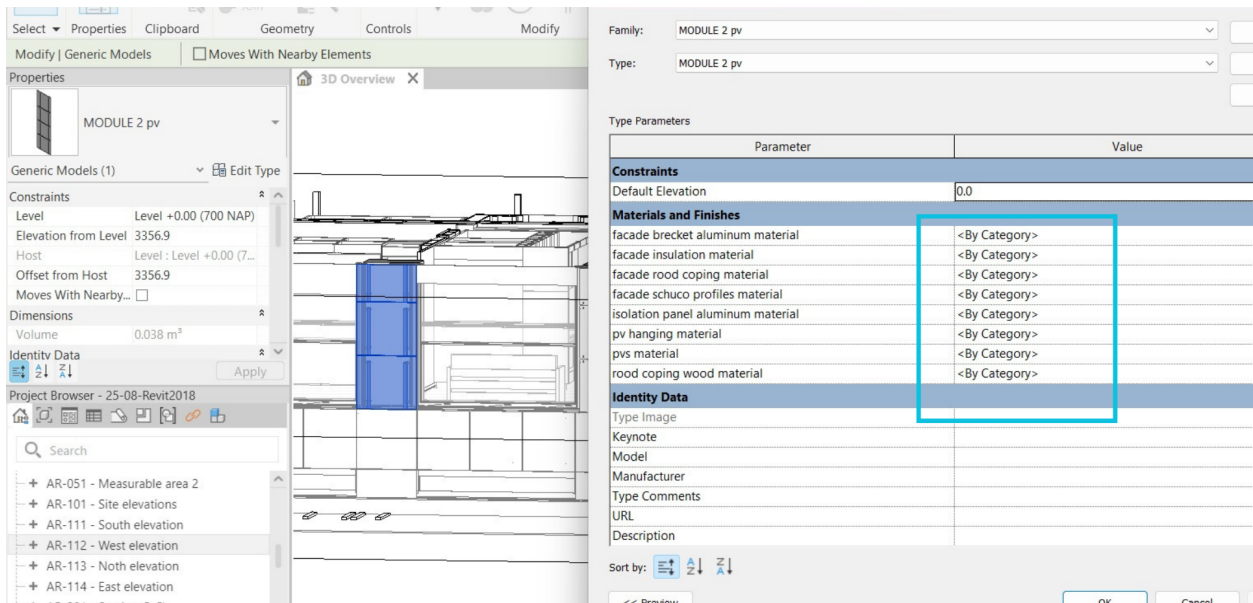 Select Properties Clipboard Geometry Controls Modify
Modify | Generic Models Moves With Nearby Elements
Properties
MODULE 2 pv
Generic Models (1) Edit Type
Constraints
Level Level +0.00 (700 NAP)
Elevation from Level 3356.9
Host Level : Level +0.00 (7...
Offset from Host 3356.9
Moves With Nearby...
Dimensions
Volume 0.038 m³
Identity Data
Apply
Project Browser - 25-08-Revit2018
Search
AR-051 - Measurable area 2
AR-101 - Site elevations
AR-111 - South elevation
AR-112 - West elevation
AR-113 - Noth elevation
AR-114 - East elevation
3D Overview
Family: MODULE 2 pv
Type: MODULE 2 pv
Type Parameters
Parameter Value
Constraints
Default Elevation 0.0
Materials and Finishes
facade brecket aluminum material <By Category>
facade insulation material <By Category>
facade rood coping material <By Category>
facade schuco profiles material <By Category>
isolation panel aluminum material <By Category>
pv hanging material <By Category>
pvs material <By Category>
rood coping wood material <By Category>
Identity Data
Type Image
Keynote
Model
Manufacturer
Type Comments
URL
Description
Sort by:
<< Preview OK Cancel